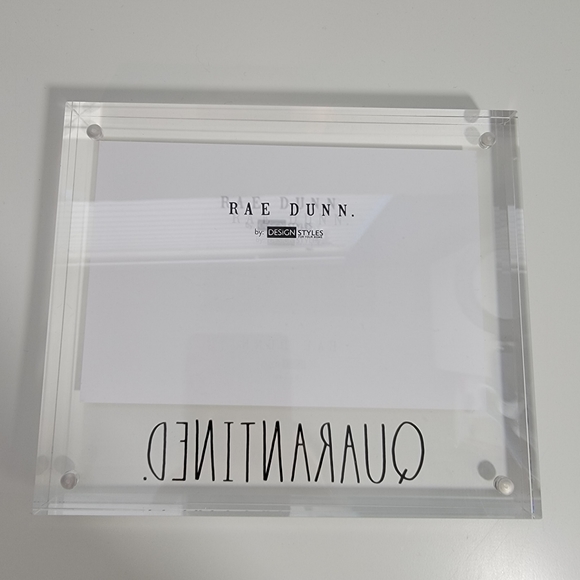 RAE DUNN.
by: DESIGN STYLES
QUARANTINED.